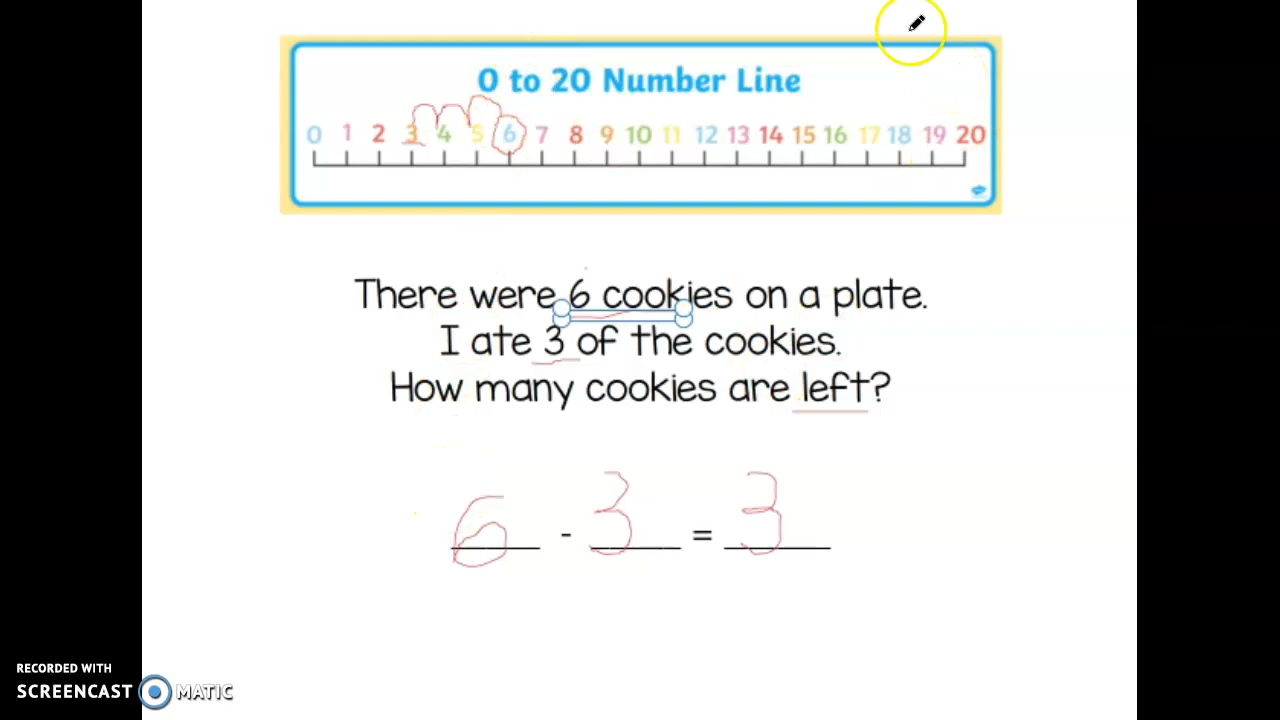 0 to 20 Number Line
0 1 2 3 4 5 6 7 8 9 10 11 12 13 14 15 16 17 18 19 20
There were 6 cookies on a plate.
I ate 3 of the cookies.
How many cookies are left?
6 - 3 = 3
RECORDED WITH
SCREENCAST MATIC